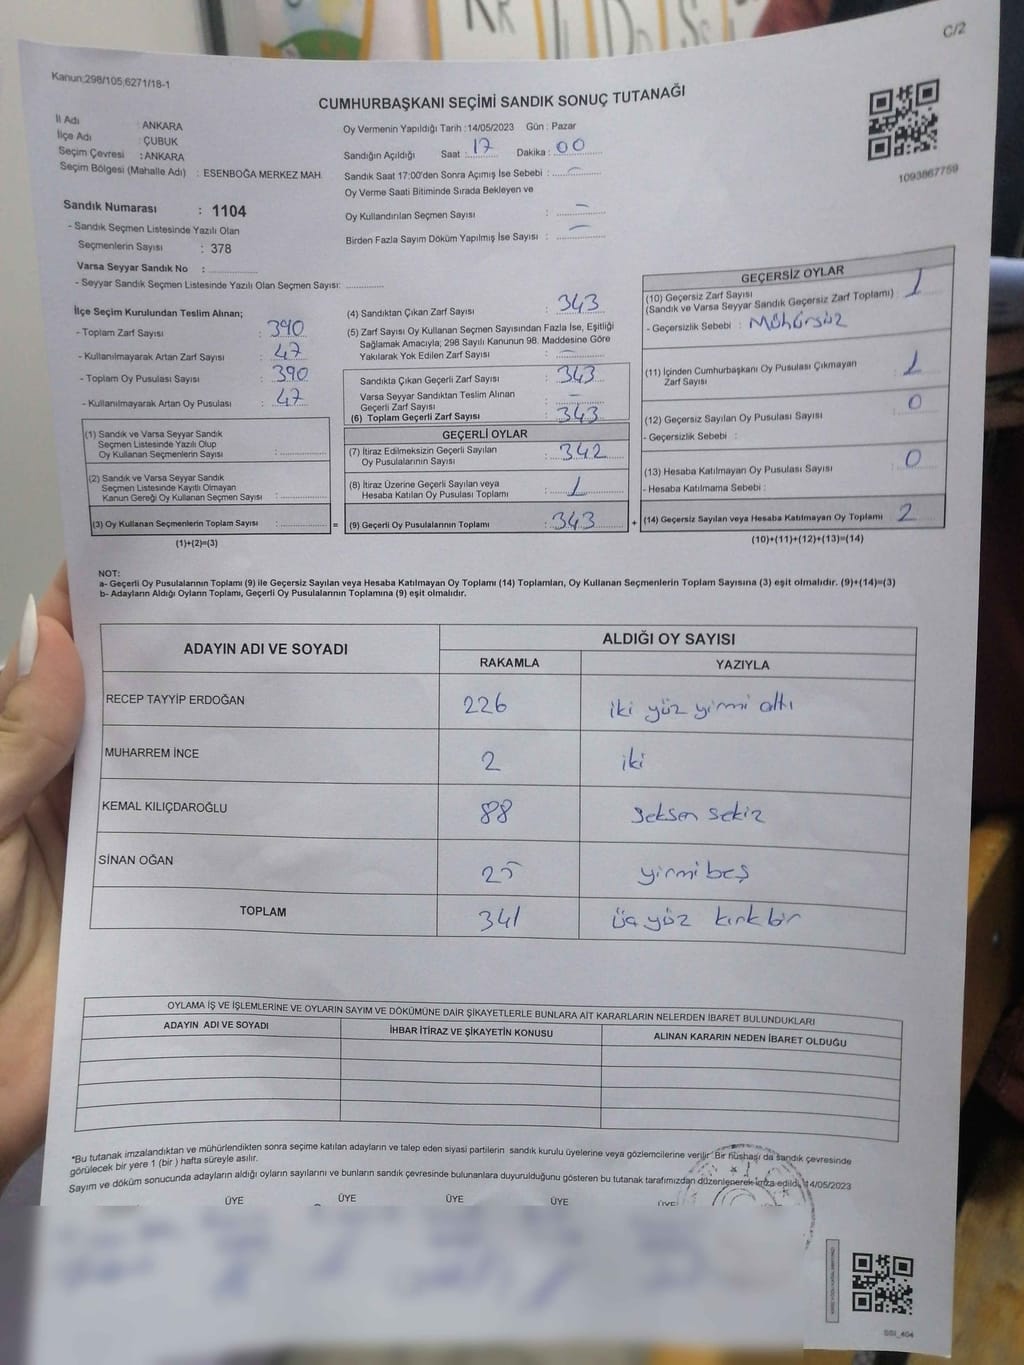 C/2
Kanun;298/105;6271/18-1
CUMHURBAŞKANI SEÇİMİ SANDIK SONUÇ TUTANAĞI
İl Adı : ANKARA
İlçe Adı : ÇUBUK
Seçim Çevresi : ANKARA
Seçim Bölgesi (Mahalle Adı) : ESENBOĞA MERKEZ MAH.
Sandık Numarası : 1104
- Sandık Seçmen Listesinde Yazılı Olan
Seçmenlerin Sayısı : 378
Varsa Seyyar Sandık No :
- Seyyar Sandık Seçmen Listesinde Yazılı Olan Seçmen Sayısı:
Oy Vermenin Yapıldığı Tarih :14/05/2023 Gün : Pazar
Sandığın Açıldığı Saat : 17 Dakika : 00
Sandık Saat 17:00'den Sonra Açımış İse Sebebi : –
Oy Verme Saati Bitiminde Sırada Bekleyen ve
Oy Kullandırılan Seçmen Sayısı : –
Birden Fazla Sayım Döküm Yapılmış İse Sayısı : –
1093867759
İlçe Seçim Kurulundan Teslim Alınan;
- Toplam Zarf Sayısı : 390
- Kullanılmayarak Artan Zarf Sayısı : 47
- Toplam Oy Pusulası Sayısı : 390
- Kullanılmayarak Artan Oy Pusulası : 47
(1) Sandık ve Varsa Seyyar Sandık
Seçmen Listesinde Yazılı Olup
Oy Kullanan Seçmenlerin Sayısı :
(2) Sandık ve Varsa Seyyar Sandık
Seçmen Listesinde Kayıtlı Olmayan
Kanun Gereği Oy Kullanan Seçmen Sayısı :
(3) Oy Kullanan Seçmenlerin Toplam Sayısı : =
(1)+(2)=(3)
(4) Sandıktan Çıkan Zarf Sayısı : 343
(5) Zarf Sayısı Oy Kullanan Seçmen Sayısından Fazla İse, Eşitliği
Sağlamak Amacıyla; 298 Sayılı Kanunun 98. Maddesine Göre
Yakılarak Yok Edilen Zarf Sayısı : –
Sandıkta Çıkan Geçerli Zarf Sayısı : 343
Varsa Seyyar Sandıktan Teslim Alınan
Geçerli Zarf Sayısı : –
(6) Toplam Geçerli Zarf Sayısı : 343
GEÇERLİ OYLAR
(7) İtiraz Edilmeksizin Geçerli Sayılan
Oy Pusulalarının Sayısı : 342
(8) İtiraz Üzerine Geçerli Sayılan veya
Hesaba Katılan Oy Pusulası Toplamı : 1
(9) Geçerli Oy Pusulalarının Toplamı : 343 +
GEÇERSİZ OYLAR
(10) Geçersiz Zarf Sayısı
(Sandık ve Varsa Seyyar Sandık Geçersiz Zarf Toplamı) : 1
- Geçersizlik Sebebi : Mühürsüz
(11) İçinden Cumhurbaşkanı Oy Pusulası Çıkmayan
Zarf Sayısı : 1
(12) Geçersiz Sayılan Oy Pusulası Sayısı : 0
- Geçersizlik Sebebi :
(13) Hesaba Katılmayan Oy Pusulası Sayısı : 0
- Hesaba Katılmama Sebebi :
(14) Geçersiz Sayılan veya Hesaba Katılmayan Oy Toplamı 2
(10)+(11)+(12)+(13)=(14)
NOT:
a- Geçerli Oy Pusulalarının Toplamı (9) ile Geçersiz Sayılan veya Hesaba Katılmayan Oy Toplamı (14) Toplamları, Oy Kullanan Seçmenlerin Toplam Sayısına (3) eşit olmalıdır. (9)+(14)=(3)
b- Adayların Aldığı Oyların Toplamı, Geçerli Oy Pusulalarının Toplamına (9) eşit olmalıdır.
ADAYIN ADI VE SOYADI ALDIĞI OY SAYISI
RAKAMLA YAZIYLA
RECEP TAYYİP ERDOĞAN 226 iki yüz yirmi altı
MUHARREM İNCE 2 iki
KEMAL KILIÇDAROĞLU 88 seksen sekiz
SİNAN OĞAN 25 yirmi beş
TOPLAM 341 üç yüz kırk bir
OYLAMA İŞ VE İŞLEMLERİNE VE OYLARIN SAYIM VE DÖKÜMÜNE DAİR ŞİKAYETLERLE BUNLARA AİT KARARLARIN NELERDEN İBARET BULUNDUKLARI
ADAYIN ADI VE SOYADI İHBAR İTİRAZ VE ŞİKAYETİN KONUSU ALINAN KARARIN NEDEN İBARET OLDUĞU
*Bu tutanak imzalandıktan ve mühürlendikten sonra seçime katılan adayların ve talep eden siyasi partilerin sandık kurulu üyelerine veya gözlemcilerine verilir. Bir nüshası da sandık çevresinde
görülecek bir yere 1 (bir ) hafta süreyle asılır.
Sayım ve döküm sonucunda adayların aldığı oyların sayılarını ve bunların sandık çevresinde bulunanlara duyurulduğunu gösteren bu tutanak tarafımızdan düzenlenerek imza edildi. 14/05/2023
ÜYE ÜYE ÜYE ÜYE ÜYE
SSI_404